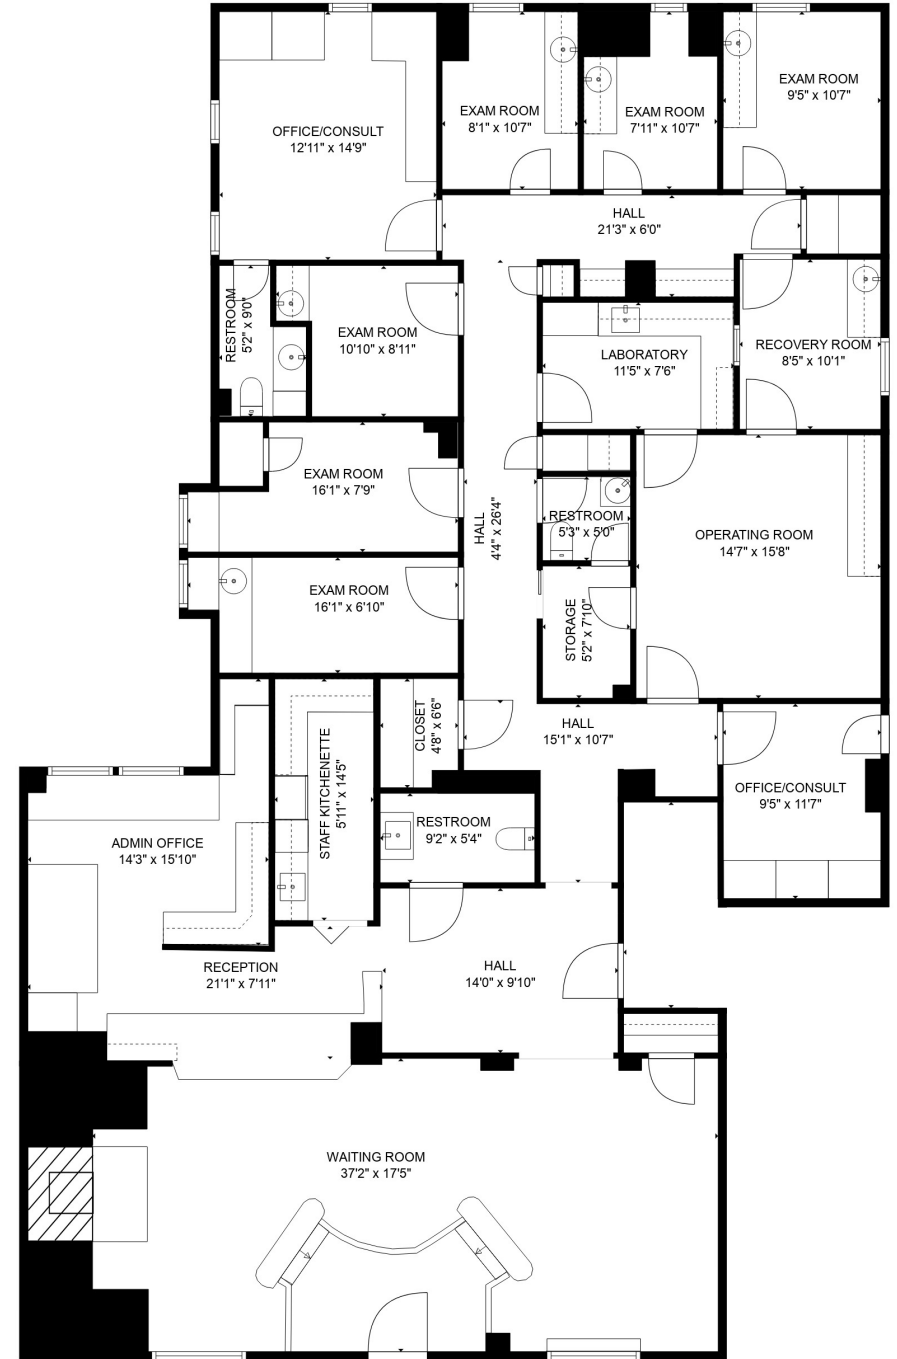 EXAM ROOM
9'5" x 10'7"
EXAM ROOM
8'1" x 10'7"
EXAM ROOM
7'11" x 10'7"
OFFICE/CONSULT
12'11" x 14'9"
HALL
21'3" x 6'0"
RESTROOM
5'2" x 9'0"
EXAM ROOM
10'10" x 8'11"
LABORATORY
11'5" x 7'6"
RECOVERY ROOM
8'5" x 10'1"
EXAM ROOM
16'1" x 7'9"
HALL
4'4" x 26'4"
RESTROOM
5'3" x 5'0"
OPERATING ROOM
14'7" x 15'8"
EXAM ROOM
16'1" x 6'10"
STORAGE
5'2" x 7'10"
CLOSET
4'8" x 6'6"
HALL
15'1" x 10'7"
STAFF KITCHENETTE
5'11" x 14'5"
OFFICE/CONSULT
9'5" x 11'7"
RESTROOM
9'2" x 5'4"
ADMIN OFFICE
14'3" x 15'10"
RECEPTION
21'1" x 7'11"
HALL
14'0" x 9'10"
WAITING ROOM
37'2" x 17'5"